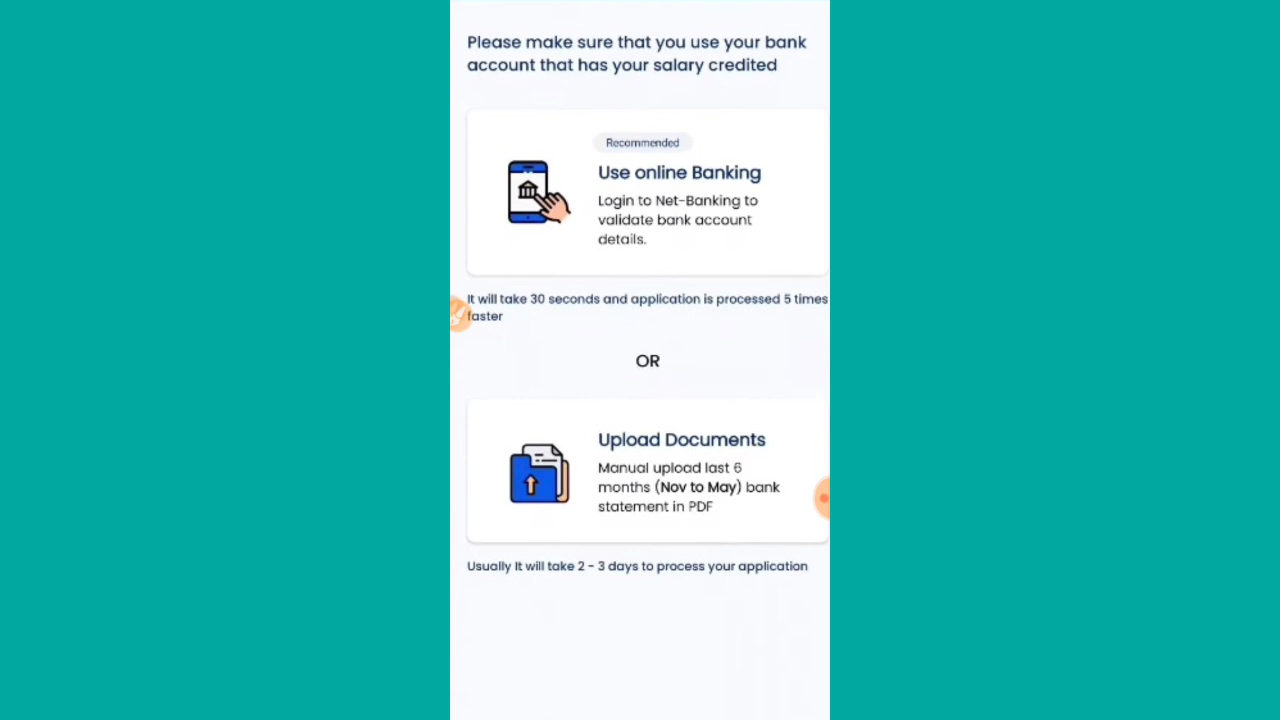 Please make sure that you use your bank
account that has your salary credited
Recommended
Use online Banking
Login to Net-Banking to
validate bank account
details.
It will take 30 seconds and application is processed 5 times
faster
OR
Upload Documents
Manual upload last 6
months (Nov to May) bank
statement in PDF
Usually It will take 2 - 3 days to process your application